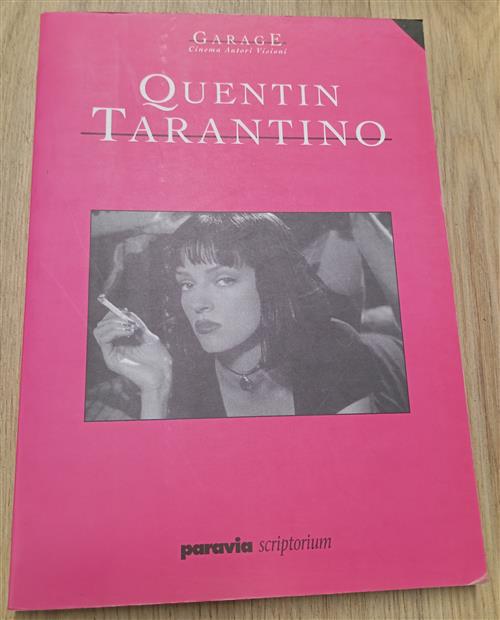 GARAGE
Cinema Autori Visioni
QUENTIN
TARANTINO
paravia scriptorium